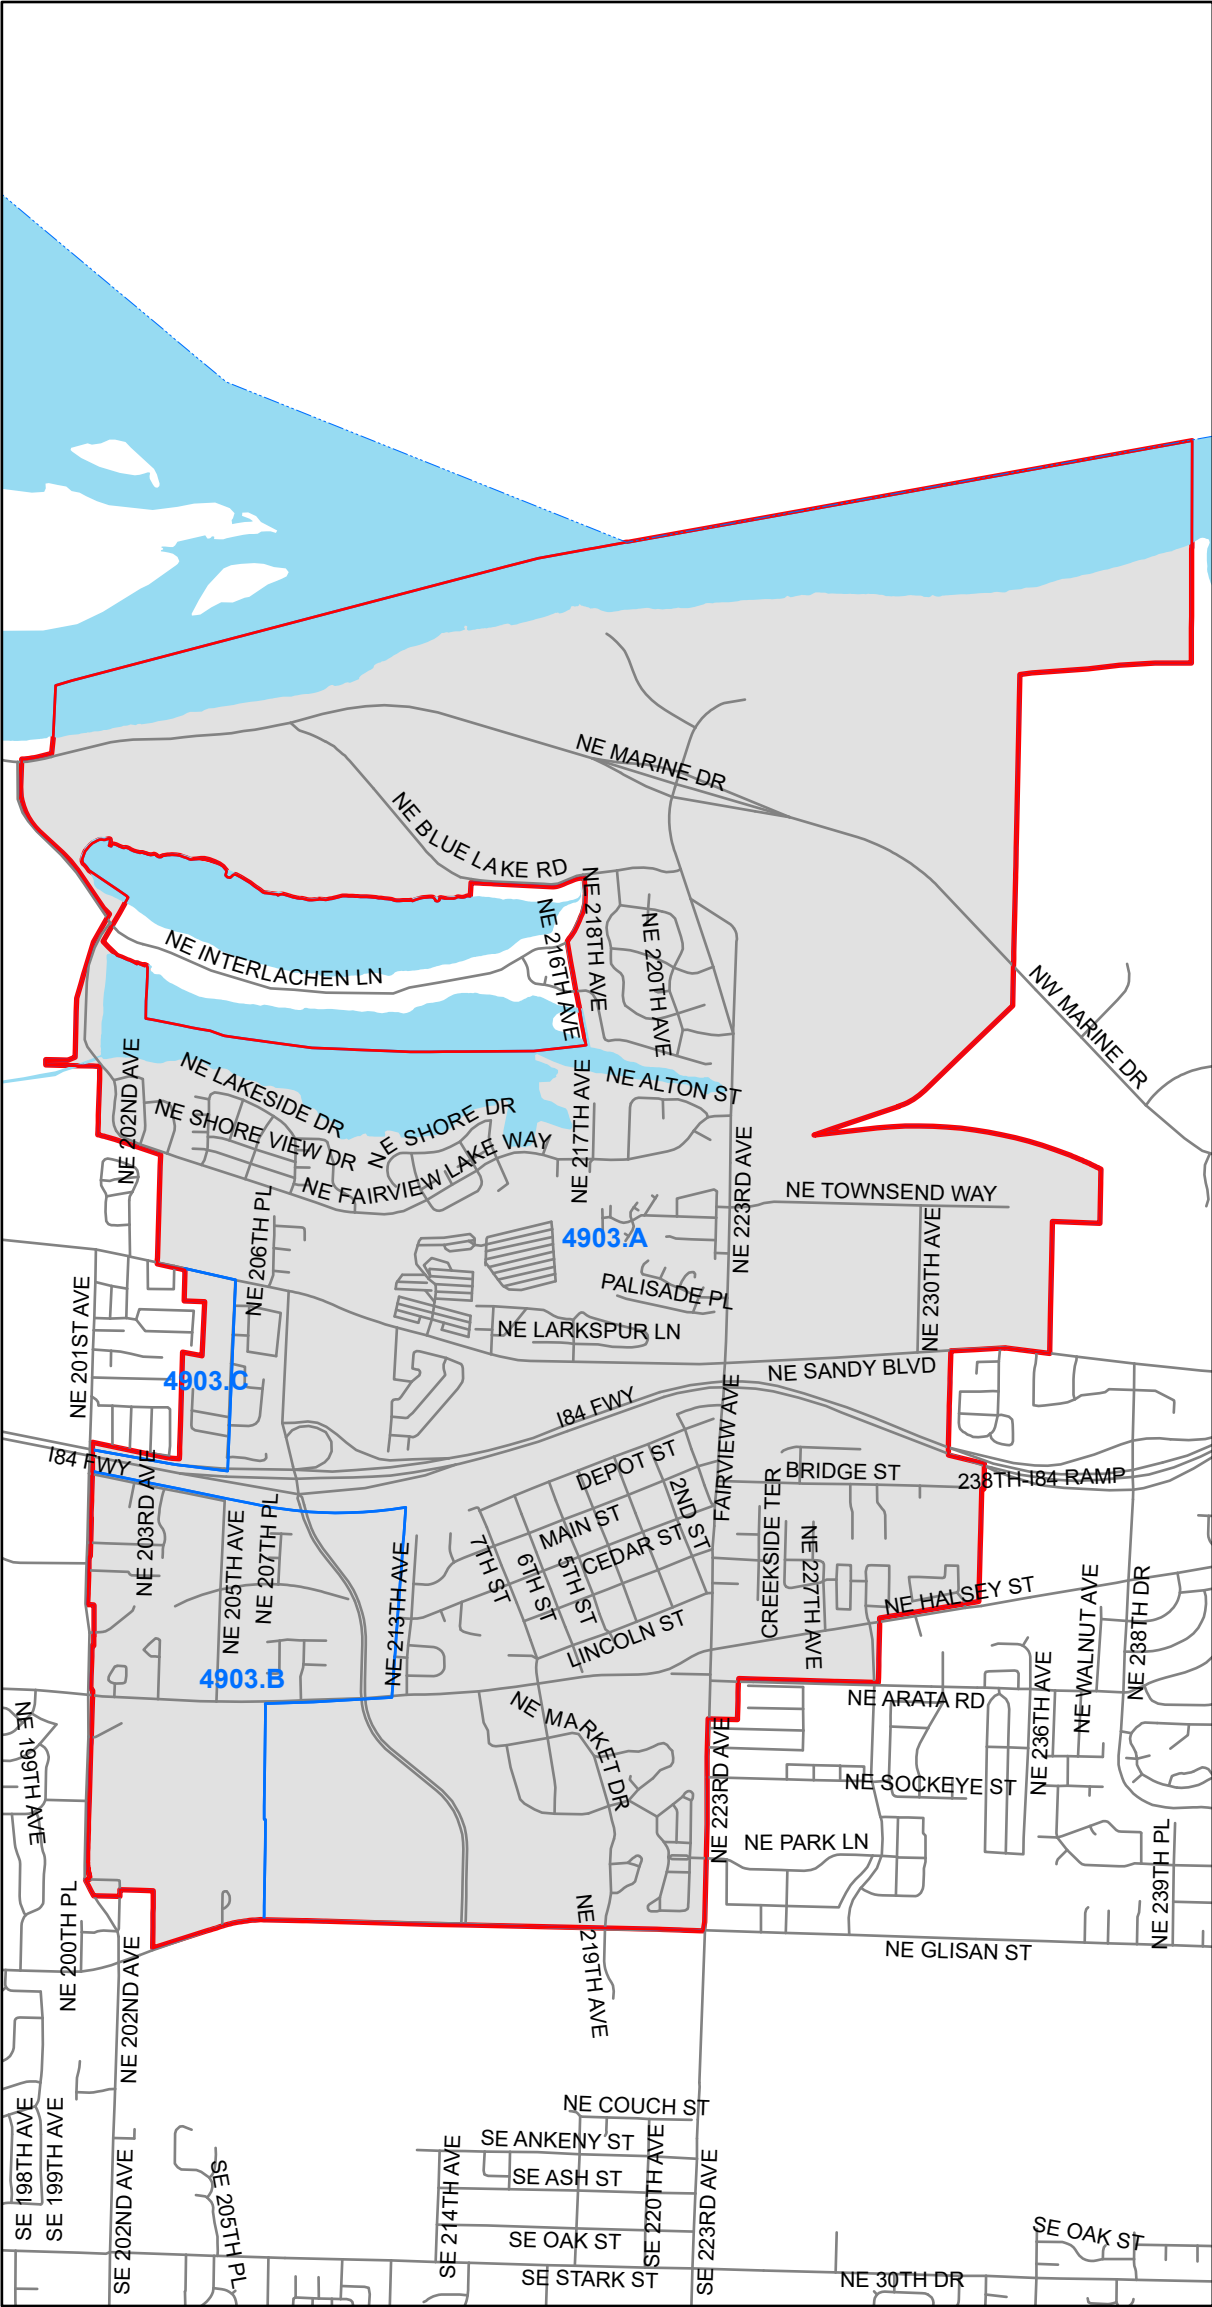 NE MARINE DR
NE BLUE LAKE RD
NE 218TH AVE
NE 216TH AVE
NE 220TH AVE
NE INTERLACHEN LN
NW MARINE DR
NE 202ND AVE
NE LAKESIDE DR
NE ALTON ST
NE SHORE VIEW DR
NE SHORE DR
NE FAIRVIEW LAKE WAY
NE 217TH AVE
NE 223RD AVE
NE TOWNSEND WAY
NE 206TH PL
4903.A
NE 230TH AVE
PALISADE PL
NE 201ST AVE
NE LARKSPUR LN
4903.C
NE SANDY BLVD
I84 FWY
FAIRVIEW AVE
I84 FWY
DEPOT ST
BRIDGE ST
238TH-I84 RAMP
NE 203RD AVE
NE 205TH AVE
NE 207TH PL
MAIN ST
2ND ST
CEDAR ST
7TH ST
6TH ST
5TH ST
CREEKSIDE TER
NE 227TH AVE
NE HALSEY ST
NE 213TH AVE
LINCOLN ST
NE WALNUT AVE
NE 238TH DR
NE 236TH AVE
4903.B
NE ARATA RD
NE MARKET DR
NE 199TH AVE
NE 223RD AVE
NE SOCKEYE ST
NE PARK LN
NE 239TH PL
NE 200TH PL
NE 202ND AVE
NE 219TH AVE
NE GLISAN ST
NE COUCH ST
SE 198TH AVE
SE 199TH AVE
SE 202ND AVE
SE 205TH PL
SE 214TH AVE
SE ANKENY ST
SE ASH ST
SE 220TH AVE
SE 223RD AVE
SE OAK ST
SE OAK ST
SE STARK ST
NE 30TH DR